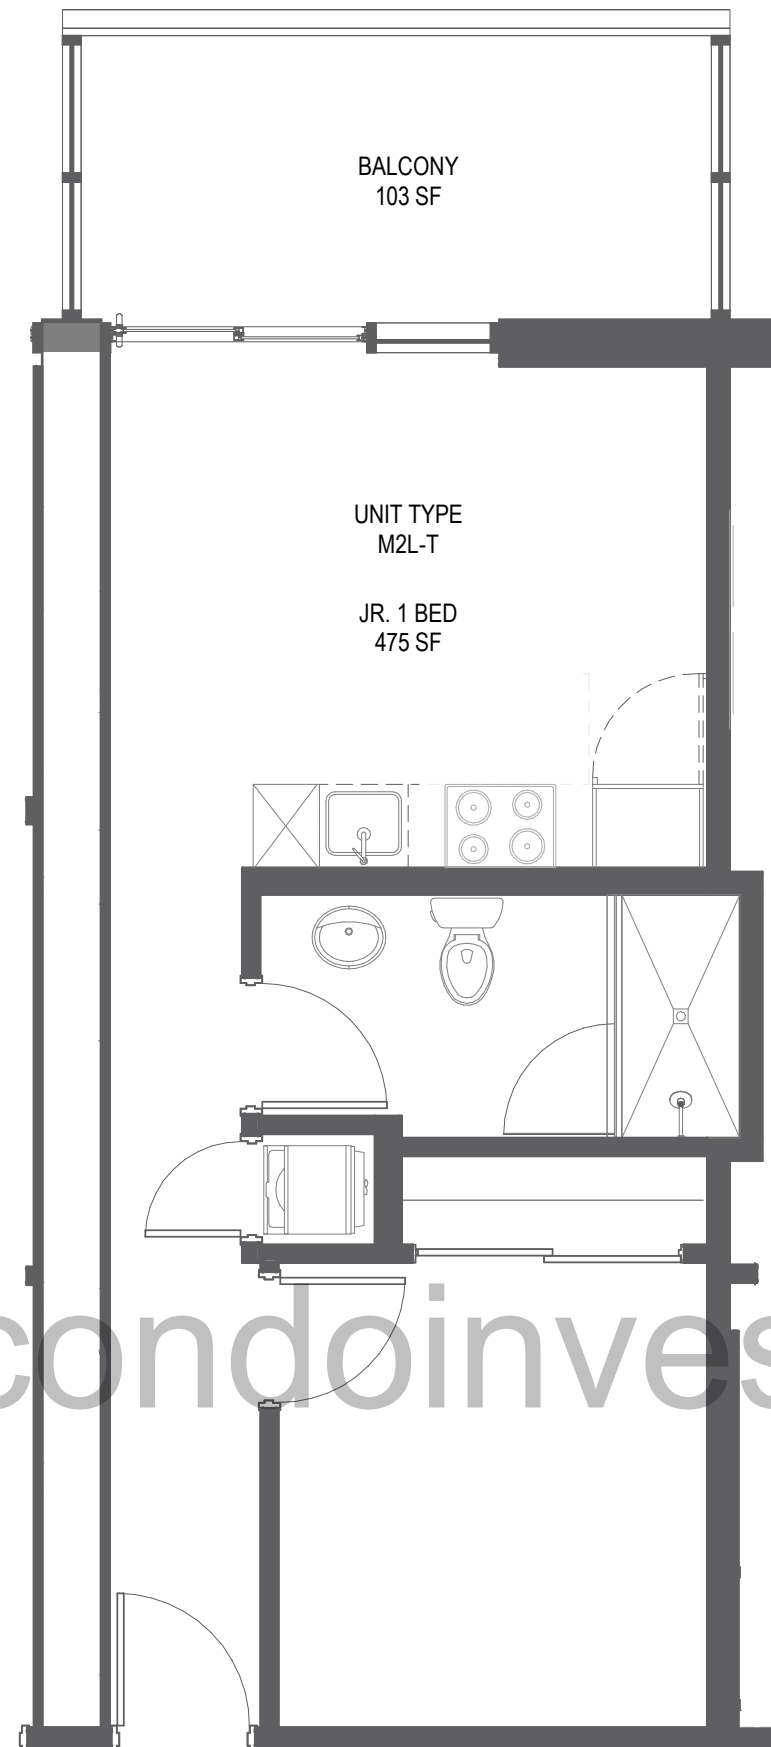 BALCONY
103 SF
UNIT TYPE
M2L-T
JR. 1 BED
475 SF
condoinves